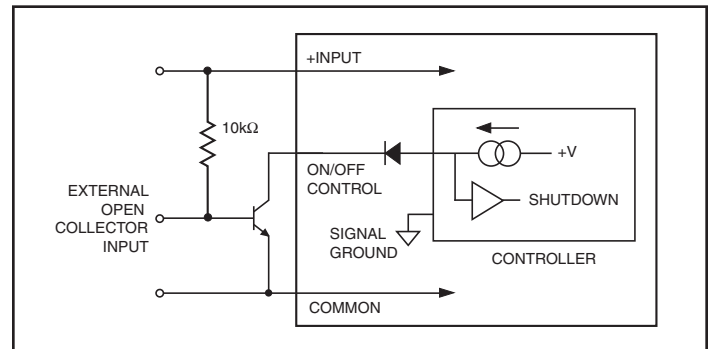 +INPUT
10kΩ
+V
ON/OFF
CONTROL
SHUTDOWN
EXTERNAL
OPEN
COLLECTOR
INPUT
SIGNAL
GROUND
CONTROLLER
COMMON